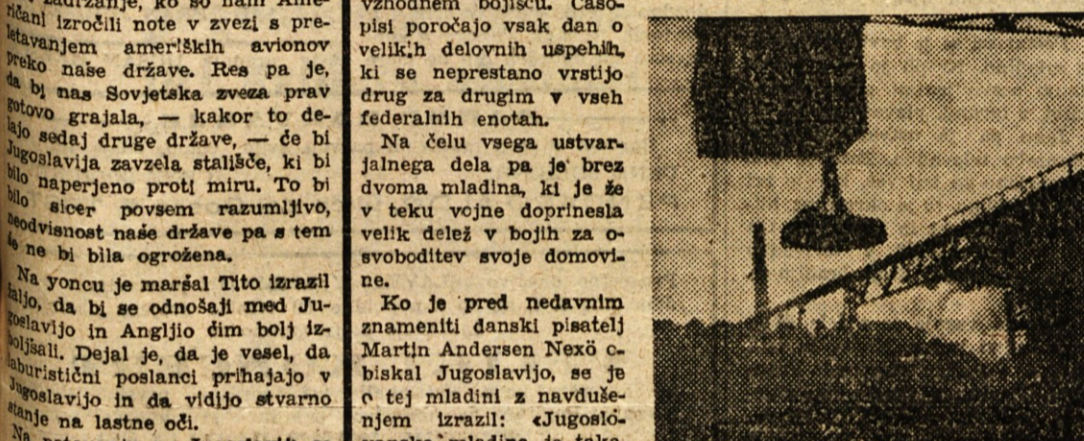 zadržanje, ko so nam Ame-
ričani izročili note v zvezi s pre-
letavanjem ameriških avionov
preko naše države. Res pa je,
da bi nas Sovjetska zveza prav
gotovo grajala, — kakor to de-
lajo sedaj druge države, — če bi
Jugoslavija zavzela stališče, ki bi
bilo naperjeno proti miru. To bi
bilo sicer povsem razumljivo,
neodvisnost naše države pa s tem
še ne bi bila ogrožena.
Na yoncu je maršal Tito izrazil
željo, da bi se odnošaji med Ju-
goslavijo in Angljio čim bolj iz-
boljšali. Dejal je, da je vesel, da
laburistični poslanci prihajajo v
Jugoslavijo in da vidijo stvarno
stanje na lastne oči.
Na
vzhodnem bojišču. Časo-
pisi poročajo vsak dan o
velikih delovnih uspehih,
ki se neprestano vrstijo
drug za drugim v vseh
federalnih enotah.
Na čelu vsega ustvar-
jalnega dela pa je brez
dvoma mladina, ki je že
v teku vojne doprinesla
velik delež v bojih za o-
svoboditev svoje domovi-
ne.
Ko je pred nedavnim
znameniti danski pisatelj
Martin Andersen Nexö o-
biskal Jugoslavijo, se je
o tej mladini z navduše-
njem izrazil: «Jugoslo-
vanska mladina je tako